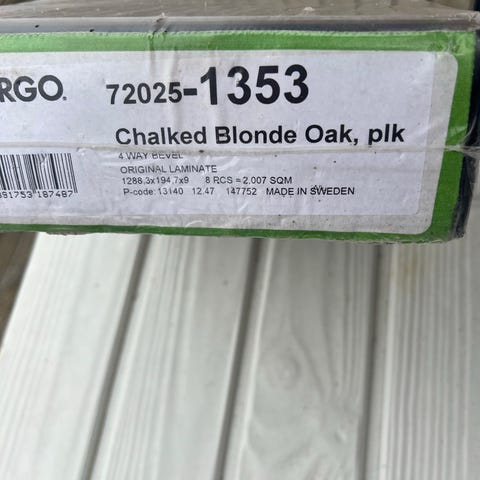 RGO.
72025-1353
Chalked Blonde Oak, plk
4 WAY BEVEL
ORIGINAL LAMINATE
1288,3x194,7x9 8 PCS = 2,007 SQM
P-code: 13140 12.47 147752 MADE IN SWEDEN